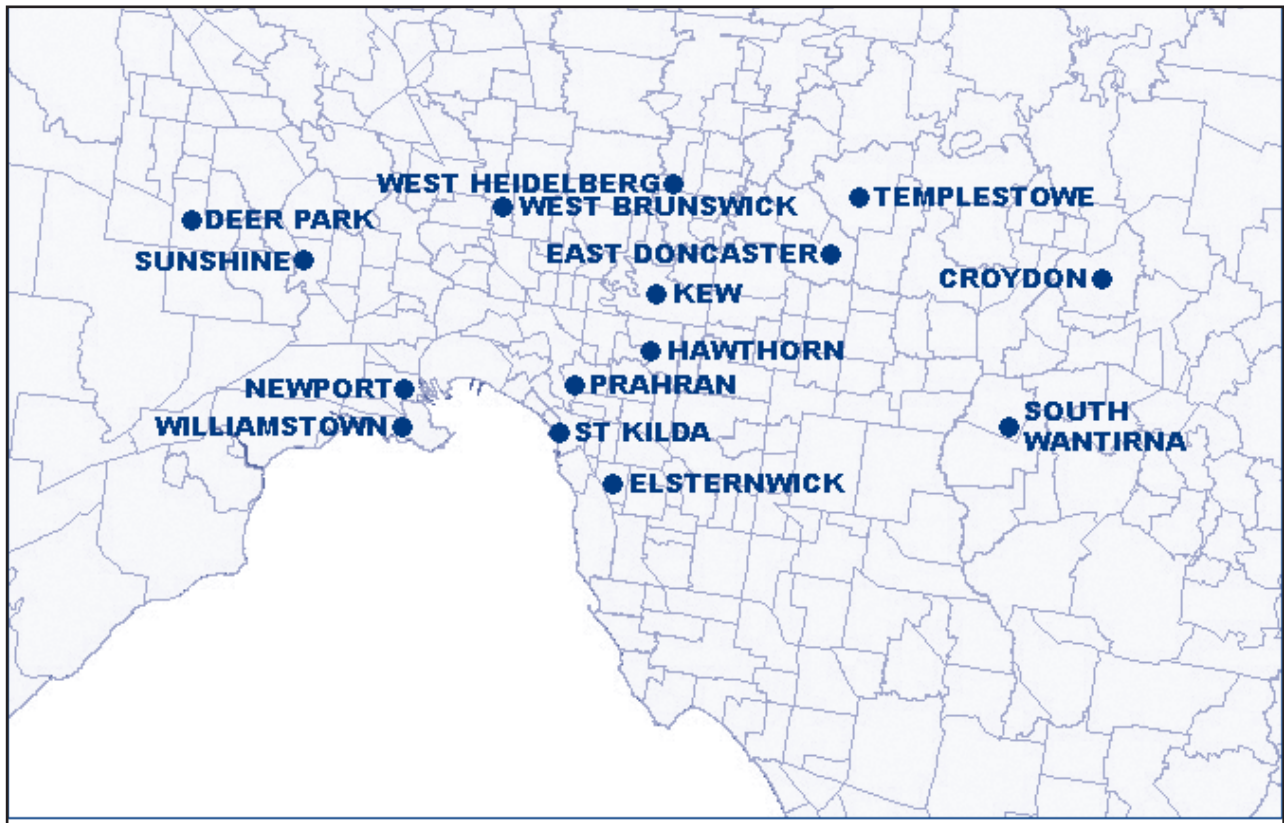 WEST HEIDELBERG
TEMPLESTOWE
WEST BRUNSWICK
DEER PARK
EAST DONCASTER
SUNSHINE
CROYDON
KEW
HAWTHORN
PRAHRAN
NEWPORT
SOUTH
WANTIRNA
WILLIAMSTOWN
ST KILDA
ELSTERNWICK